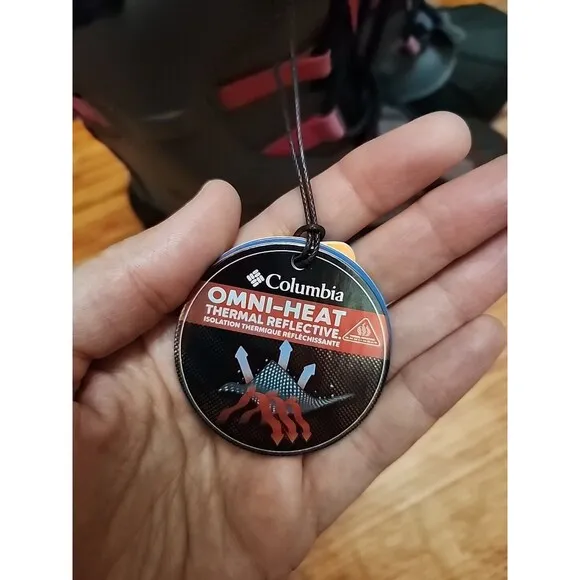 Columbia
OMNI-HEAT
THERMAL REFLECTIVE
ISOLATION THERMIQUE RÉFLÉCHISSANTE